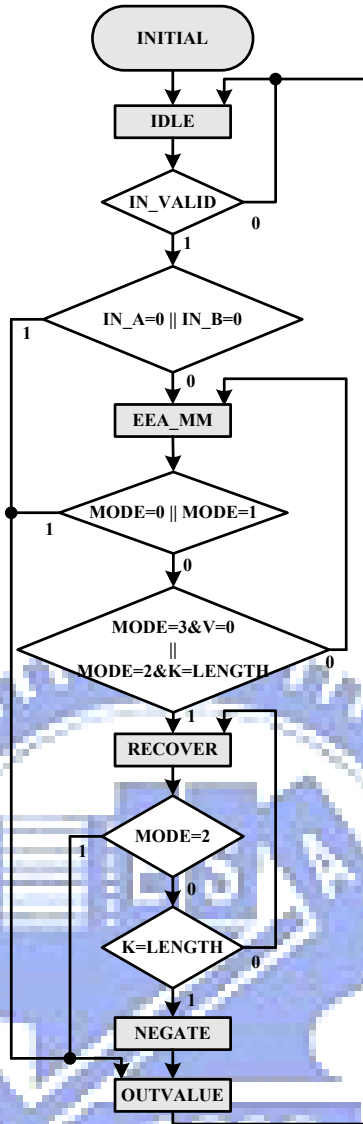 INITIAL
IDLE
IN_VALID
0
1
IN_A=0 || IN_B=0
1
0
EEA_MM
MODE=0 || MODE=1
1
0
MODE=3&V=0
||
MODE=2&K=LENGTH
0
1
RECOVER
MODE=2
1
0
K=LENGTH
0
1
NEGATE
OUTVALUE